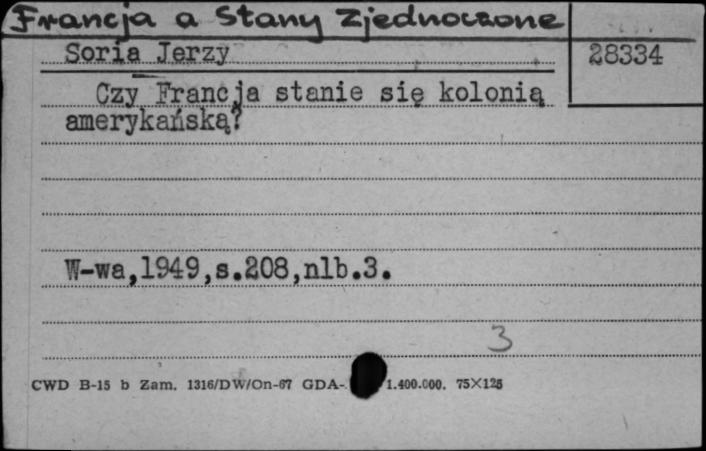 Francja a Stany Zjednoczone
Soria Jerzy 28334
Czy Francja stanie się kolonią
amerykańską?
W-wa,1949,s.208,nlb.3.
3
CWD B-15 b Zam. 1316/DW/On-67 GDA- 1.400.000. 75X125